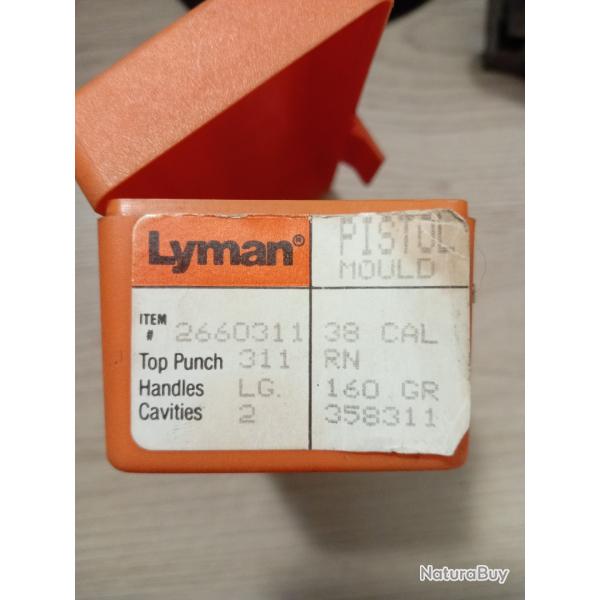 Lyman®
PISTOL
MOULD
ITEM # 2660311 38 CAL
Top Punch 311 RN
Handles LG. 160 GR
Cavities 2 358311
NaturaBuy